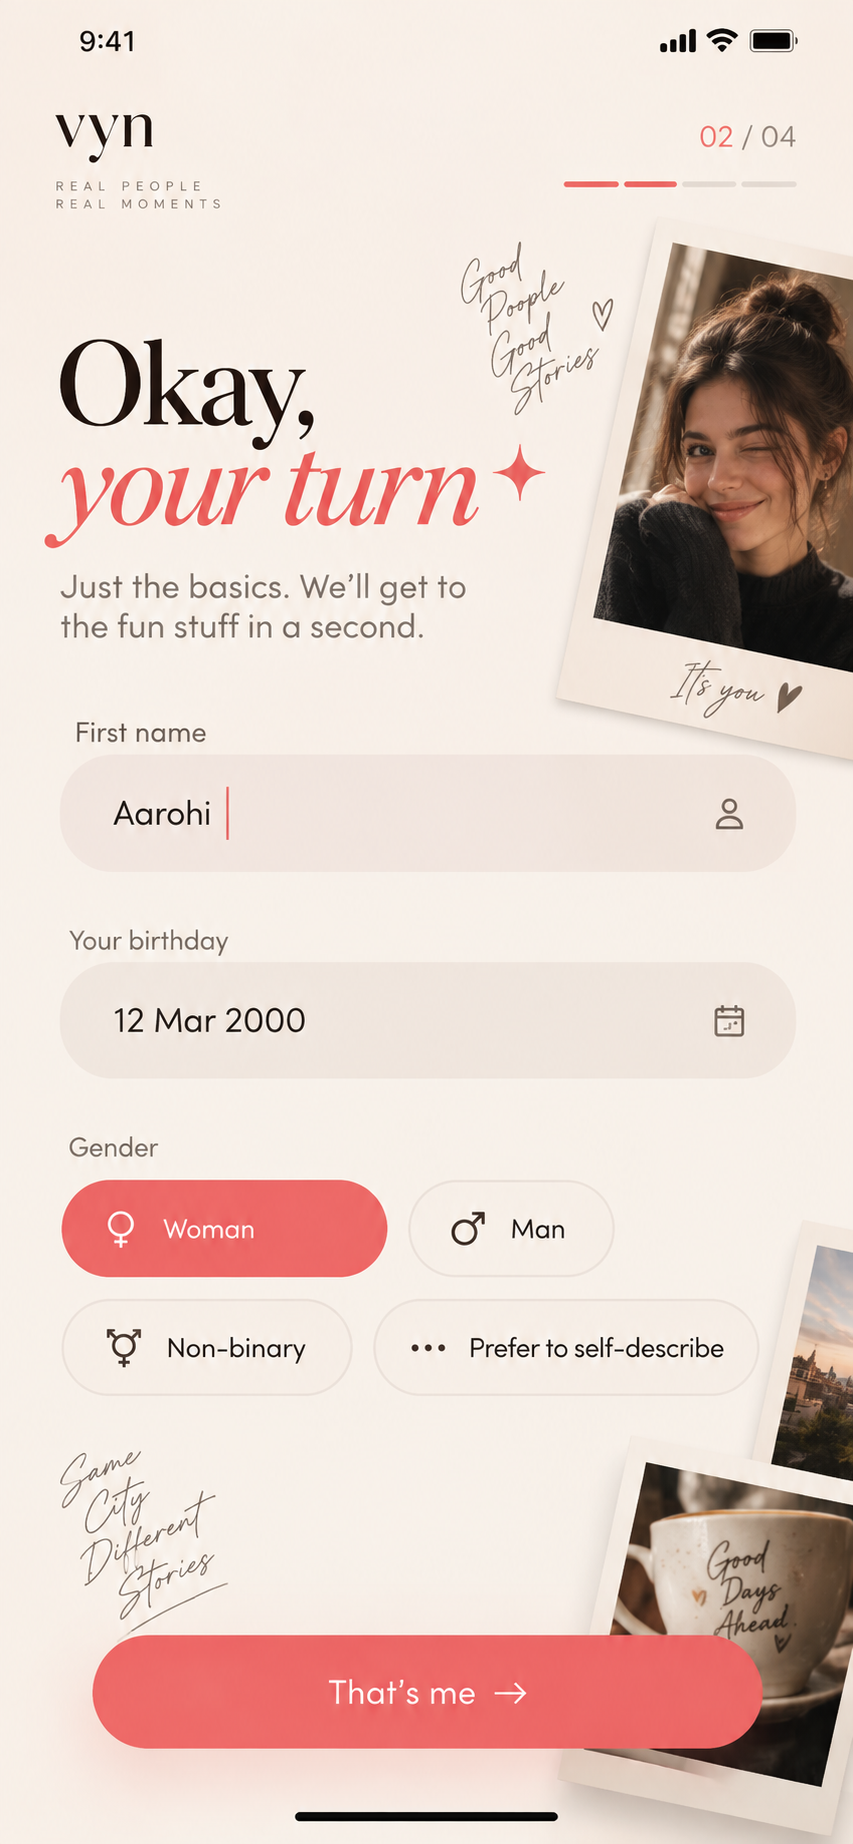 9:41
vyn
REAL PEOPLE
REAL MOMENTS
02 / 04
Good
Poople
Good
Stories
Okay,
your turn
Just the basics. We'll get to
the fun stuff in a second.
It's you
First name
Aarohi
Your birthday
12 Mar 2000
Gender
Woman
Man
Non-binary
Prefer to self-describe
Same
City
Different
Stories
Good
Days
Ahead.
That's me →